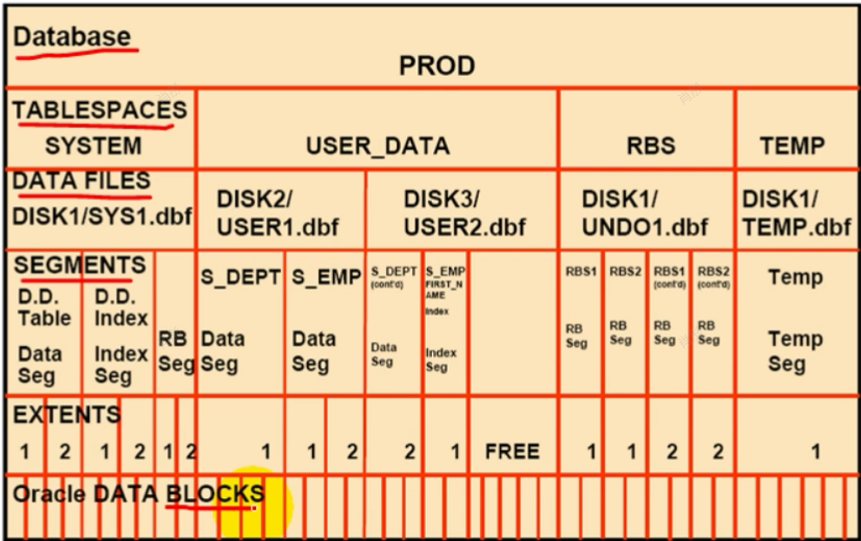 Database
PROD
TABLESPACES
SYSTEM USER_DATA RBS TEMP
DATA FILES
DISK1/SYS1.dbf
DISK2/
USER1.dbf
DISK3/
USER2.dbf
DISK1/
UNDO1.dbf
DISK1/
TEMP.dbf
SEGMENTS
D.D.
Table
Data
Seg
D.D.
Index
Index
Seg
RB
Seg
S_DEPT
Data
Seg
S_EMP
Data
Seg
S_DEPT
(cont'd)
Data
Seg
S_EMP
FIRST_N
AME
Index
Index
Seg
RBS1
RB
Seg
RBS2
RB
Seg
RBS1
(cont'd)
RB
Seg
RBS2
(cont'd)
RB
Seg
Temp
Temp
Seg
EXTENTS
1 2 1 2 1 2 1 1 2 2 1 FREE 1 1 2 2 1
Oracle DATA BLOCKS